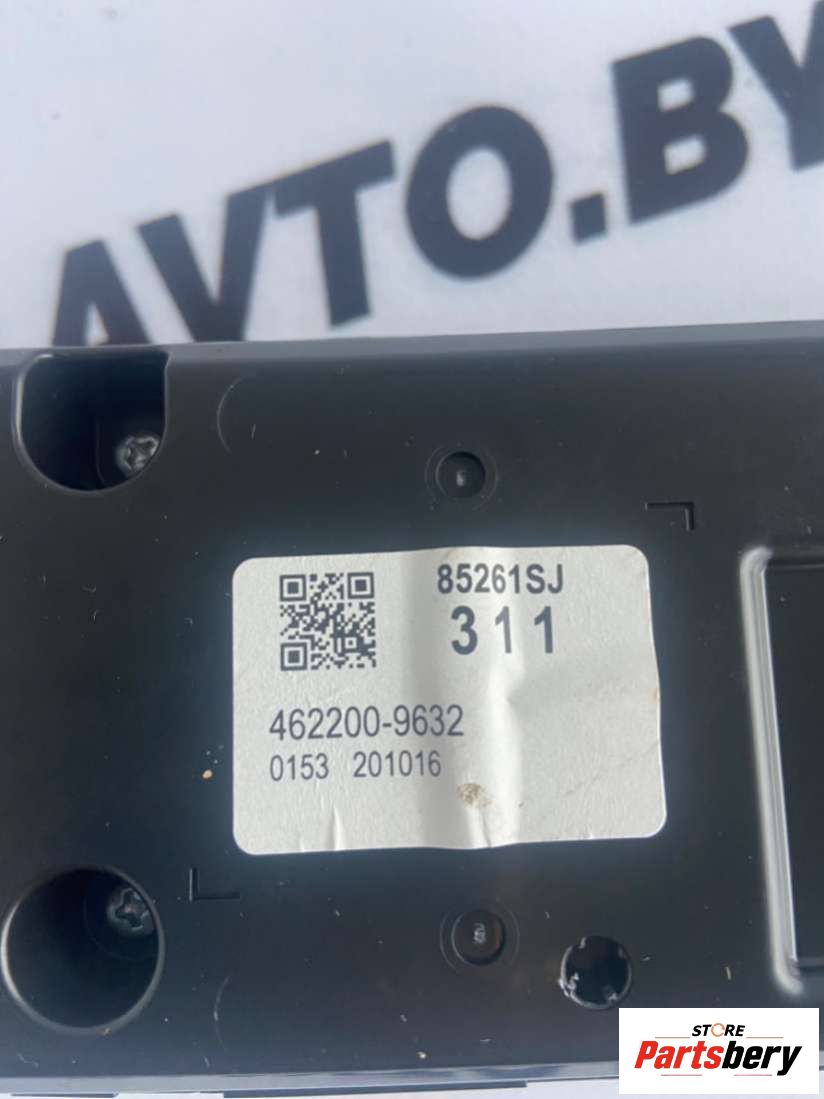 AVTO.BY
85261SJ
311
462200-9632
0153 201016
STORE
Partsbery